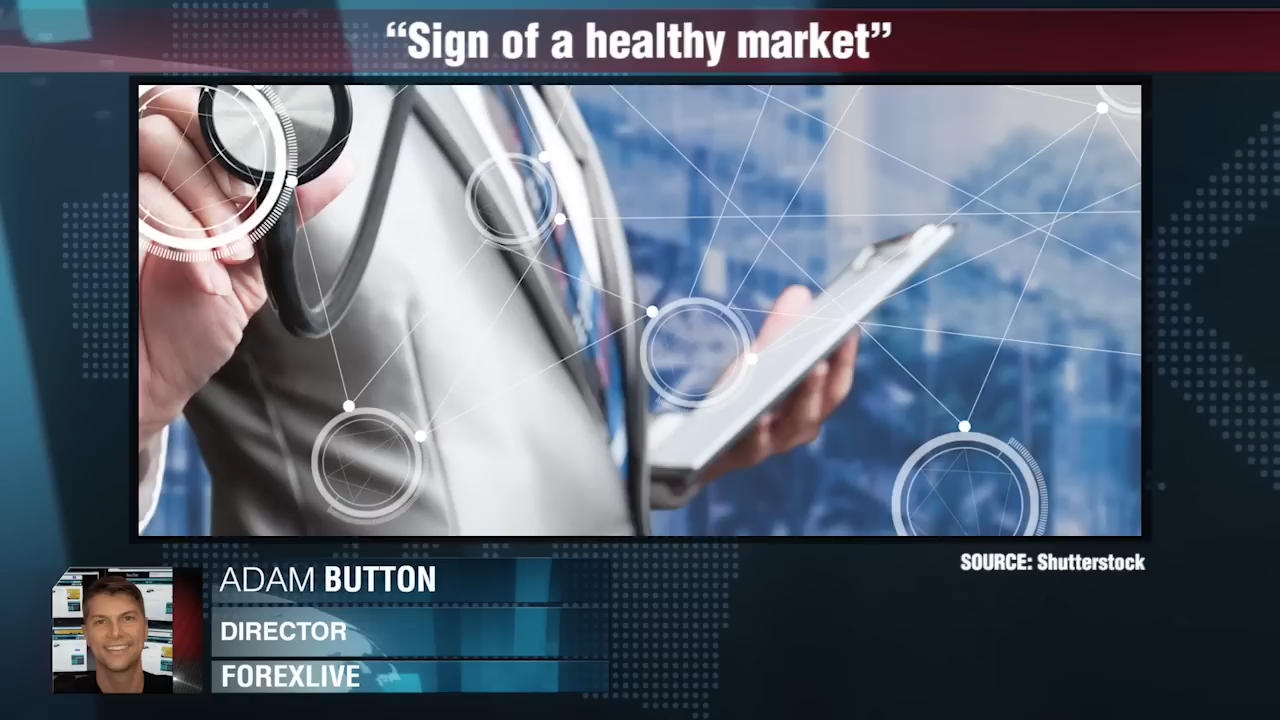 “Sign of a healthy market”
SOURCE: Shutterstock
ADAM BUTTON
DIRECTOR
FOREXLIVE